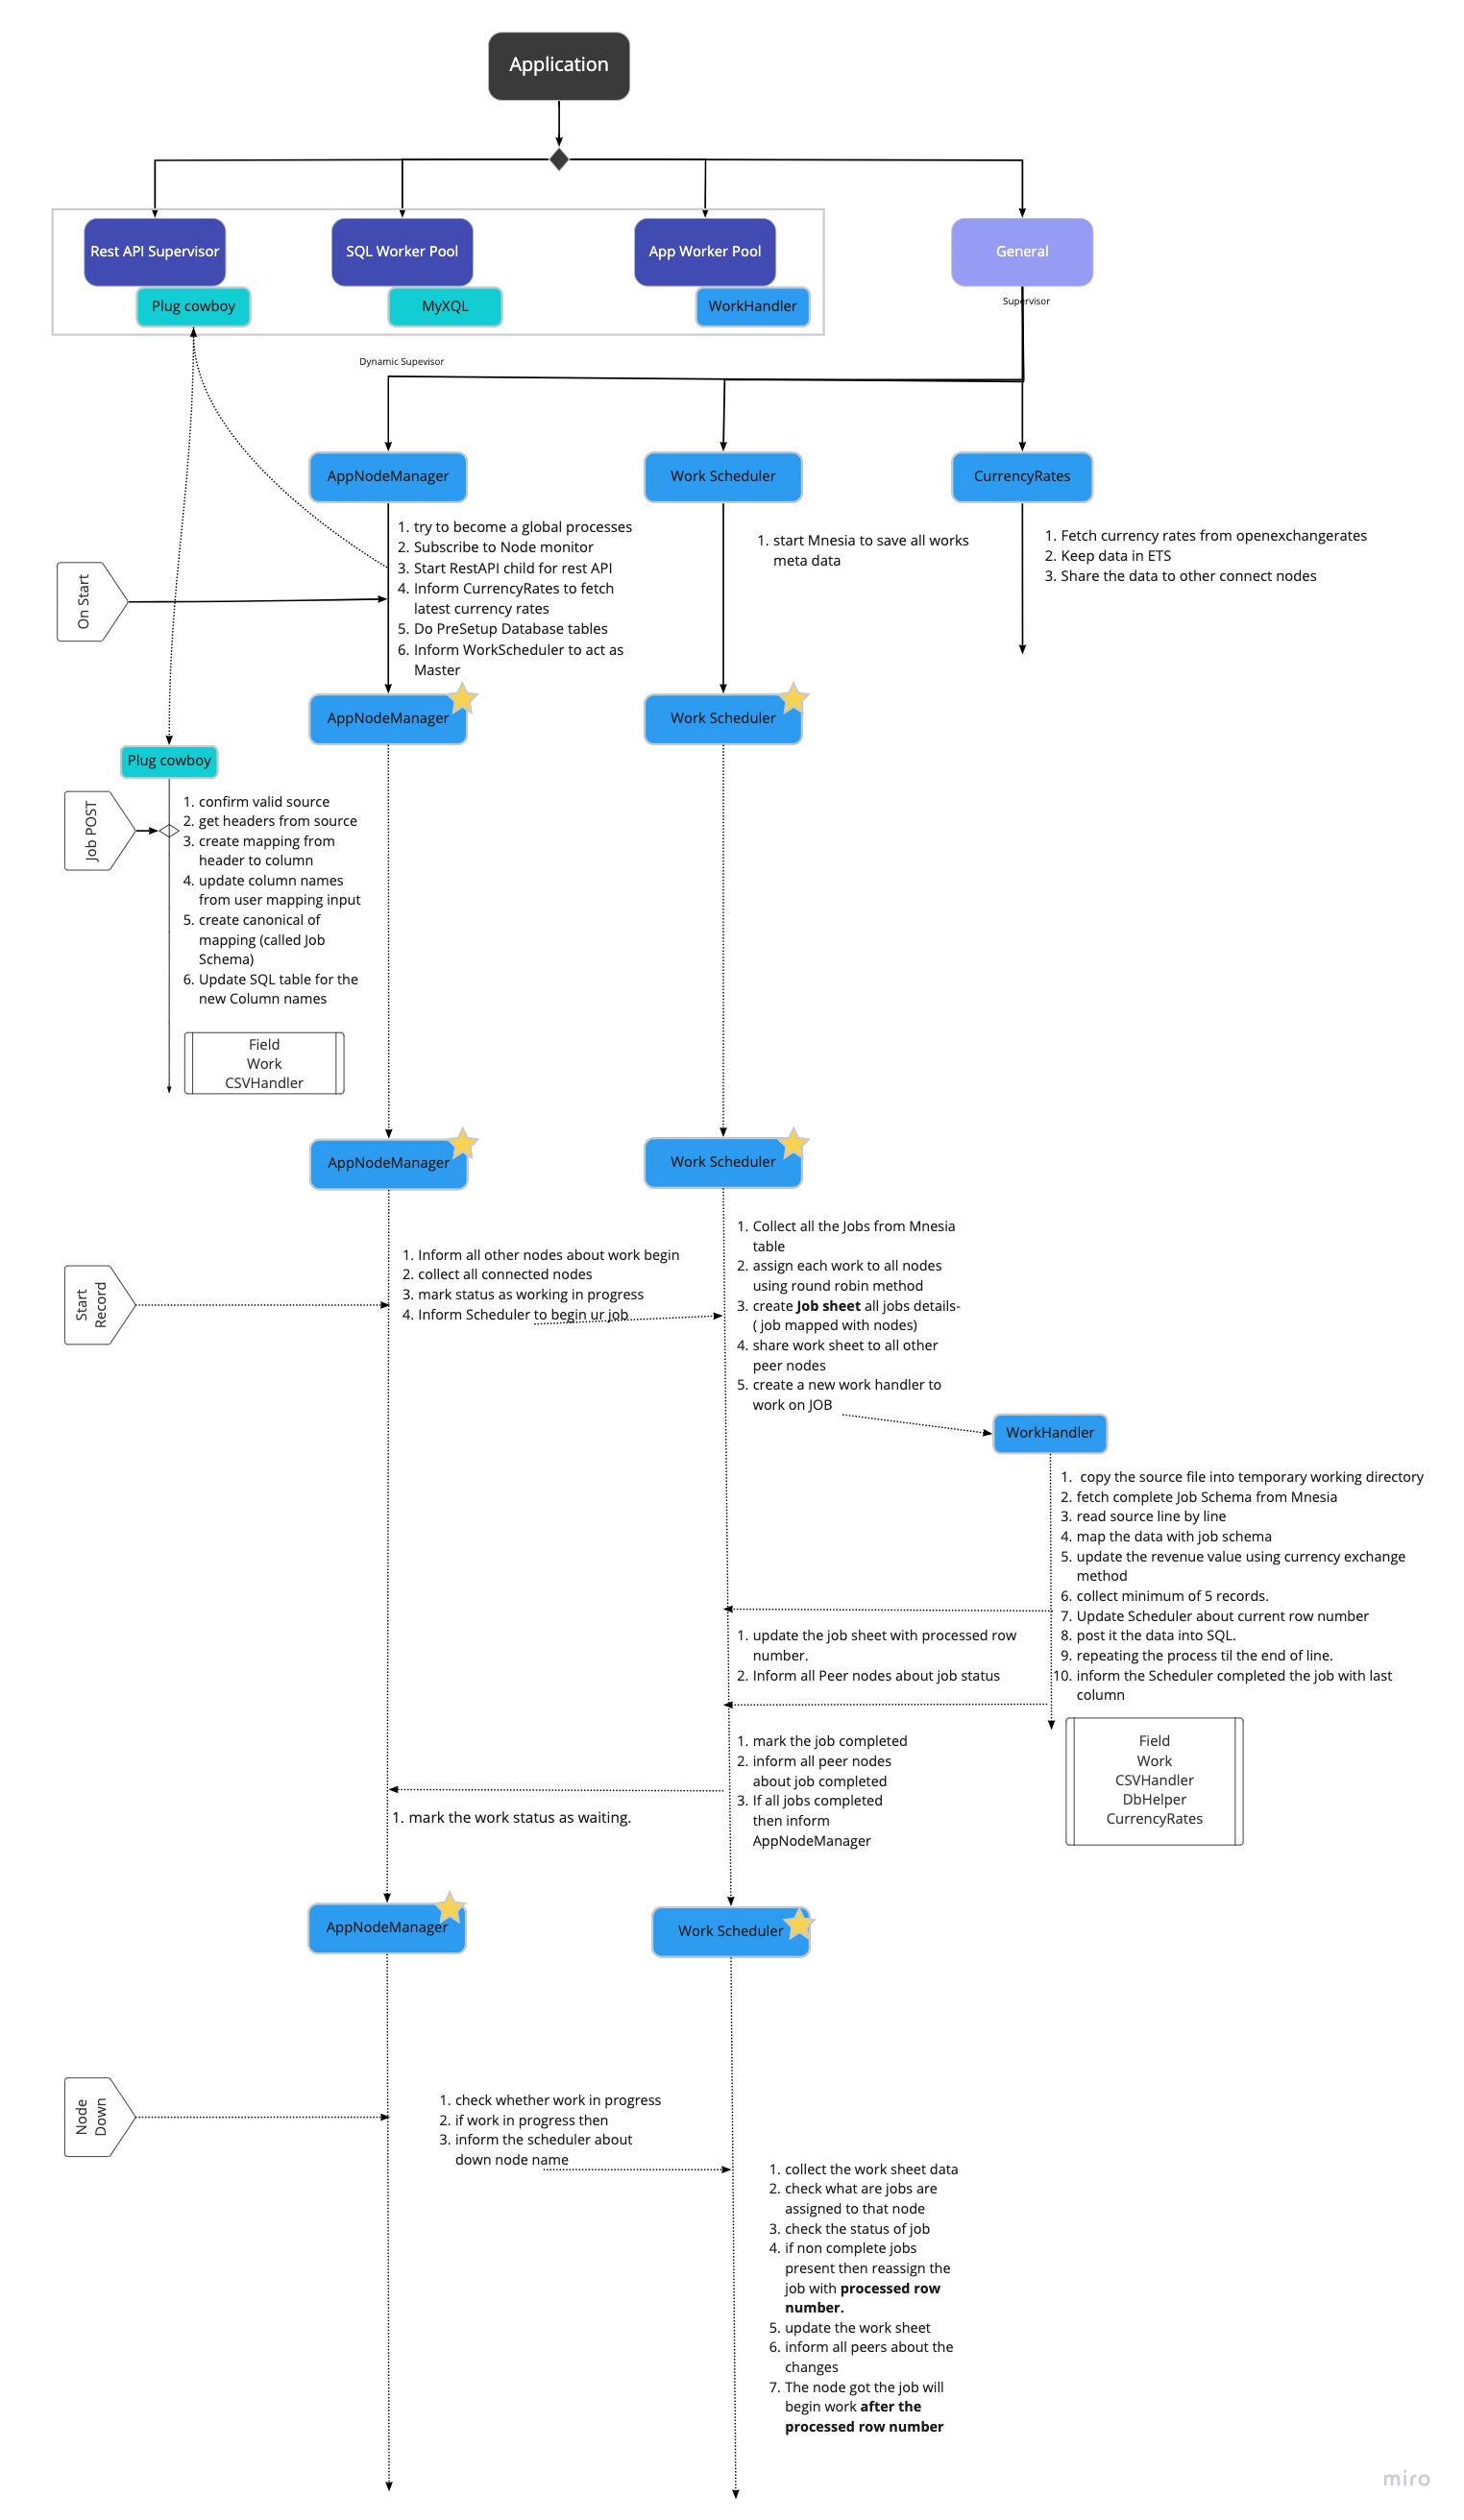 Application
Rest API Supervisor
SQL Worker Pool
App Worker Pool
General
Plug cowboy
MyXQL
WorkHandler
Supervisor
Dynamic Supevisor
AppNodeManager
Work Scheduler
CurrencyRates
On Start
1. try to become a global processes
2. Subscribe to Node monitor
3. Start RestAPI child for rest API
4. Inform CurrencyRates to fetch
latest currency rates
5. Do PreSetup Database tables
6. Inform WorkScheduler to act as
Master
1. start Mnesia to save all works
meta data
1. Fetch currency rates from openexchangerates
2. Keep data in ETS
3. Share the data to other connect nodes
AppNodeManager
Work Scheduler
Plug cowboy
Job POST
1. confirm valid source
2. get headers from source
3. create mapping from
header to column
4. update column names
from user mapping input
5. create canonical of
mapping (called Job
Schema)
6. Update SQL table for the
new Column names
Field
Work
CSVHandler
AppNodeManager
Work Scheduler
Start
Record
1. Inform all other nodes about work begin
2. collect all connected nodes
3. mark status as working in progress
4. Inform Scheduler to begin ur job
1. Collect all the Jobs from Mnesia
table
2. assign each work to all nodes
using round robin method
3. create Job sheet all jobs details-
( job mapped with nodes)
4. share work sheet to all other
peer nodes
5. create a new work handler to
work on JOB
WorkHandler
1. copy the source file into temporary working directory
2. fetch complete Job Schema from Mnesia
3. read source line by line
4. map the data with job schema
5. update the revenue value using currency exchange
method
6. collect minimum of 5 records.
7. Update Scheduler about current row number
8. post it the data into SQL.
9. repeating the process til the end of line.
10. inform the Scheduler completed the job with last
column
1. update the job sheet with processed row
number.
2. Inform all Peer nodes about job status
1. mark the job completed
2. inform all peer nodes
about job completed
3. If all jobs completed
then inform
AppNodeManager
Field
Work
CSVHandler
DbHelper
CurrencyRates
1. mark the work status as waiting.
AppNodeManager
Work Scheduler
Node
Down
1. check whether work in progress
2. if work in progress then
3. inform the scheduler about
down node name
1. collect the work sheet data
2. check what are jobs are
assigned to that node
3. check the status of job
4. if non complete jobs
present then reassign the
job with processed row
number.
5. update the work sheet
6. inform all peers about the
changes
7. The node got the job will
begin work after the
processed row number
miro